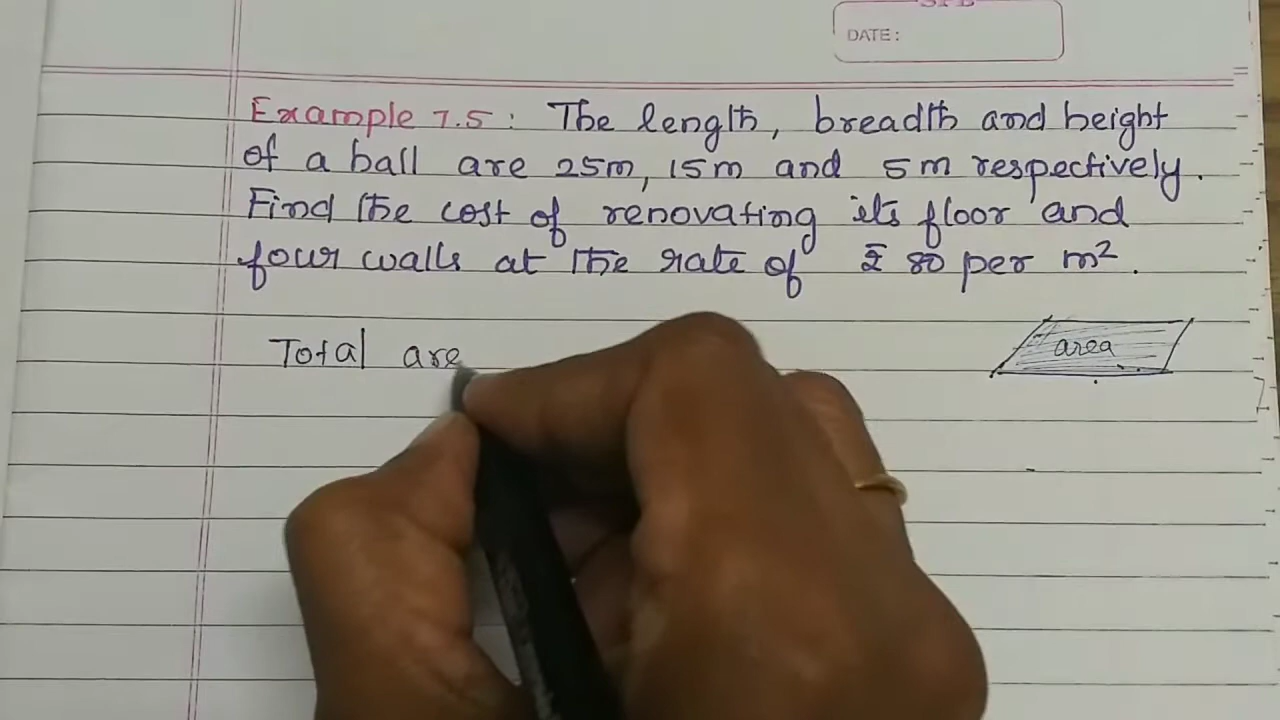 DATE:
Example 7.5: The length, breadth and height
of a hall are 25m, 15m and 5m respectively.
Find the cost of renovating its floor and
four walls at the rate of ₹ 80 per m².
Total are
area